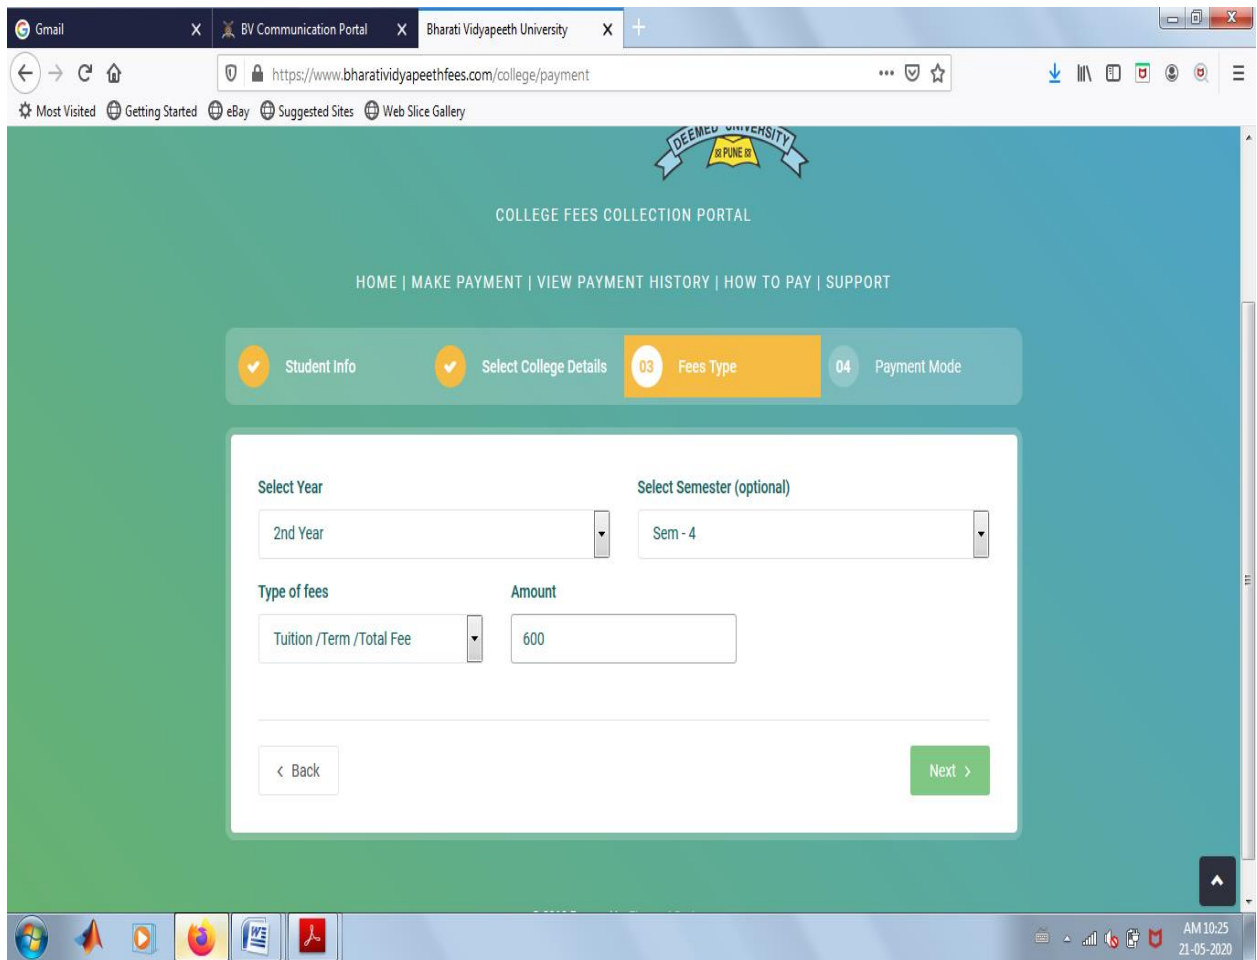 Gmail
BV Communication Portal
Bharati Vidyapeeth University
https://www.bharatividyapeethfees.com/college/payment
Most Visited Getting Started eBay Suggested Sites Web Slice Gallery
DEEMED UNIVERSITY
PUNE
COLLEGE FEES COLLECTION PORTAL
HOME | MAKE PAYMENT | VIEW PAYMENT HISTORY | HOW TO PAY | SUPPORT
Student Info
Select College Details
03 Fees Type
04 Payment Mode
Select Year
Select Semester (optional)
2nd Year
Sem - 4
Type of fees
Amount
Tuition /Term /Total Fee
600
< Back
Next >
AM 10:25
21-05-2020